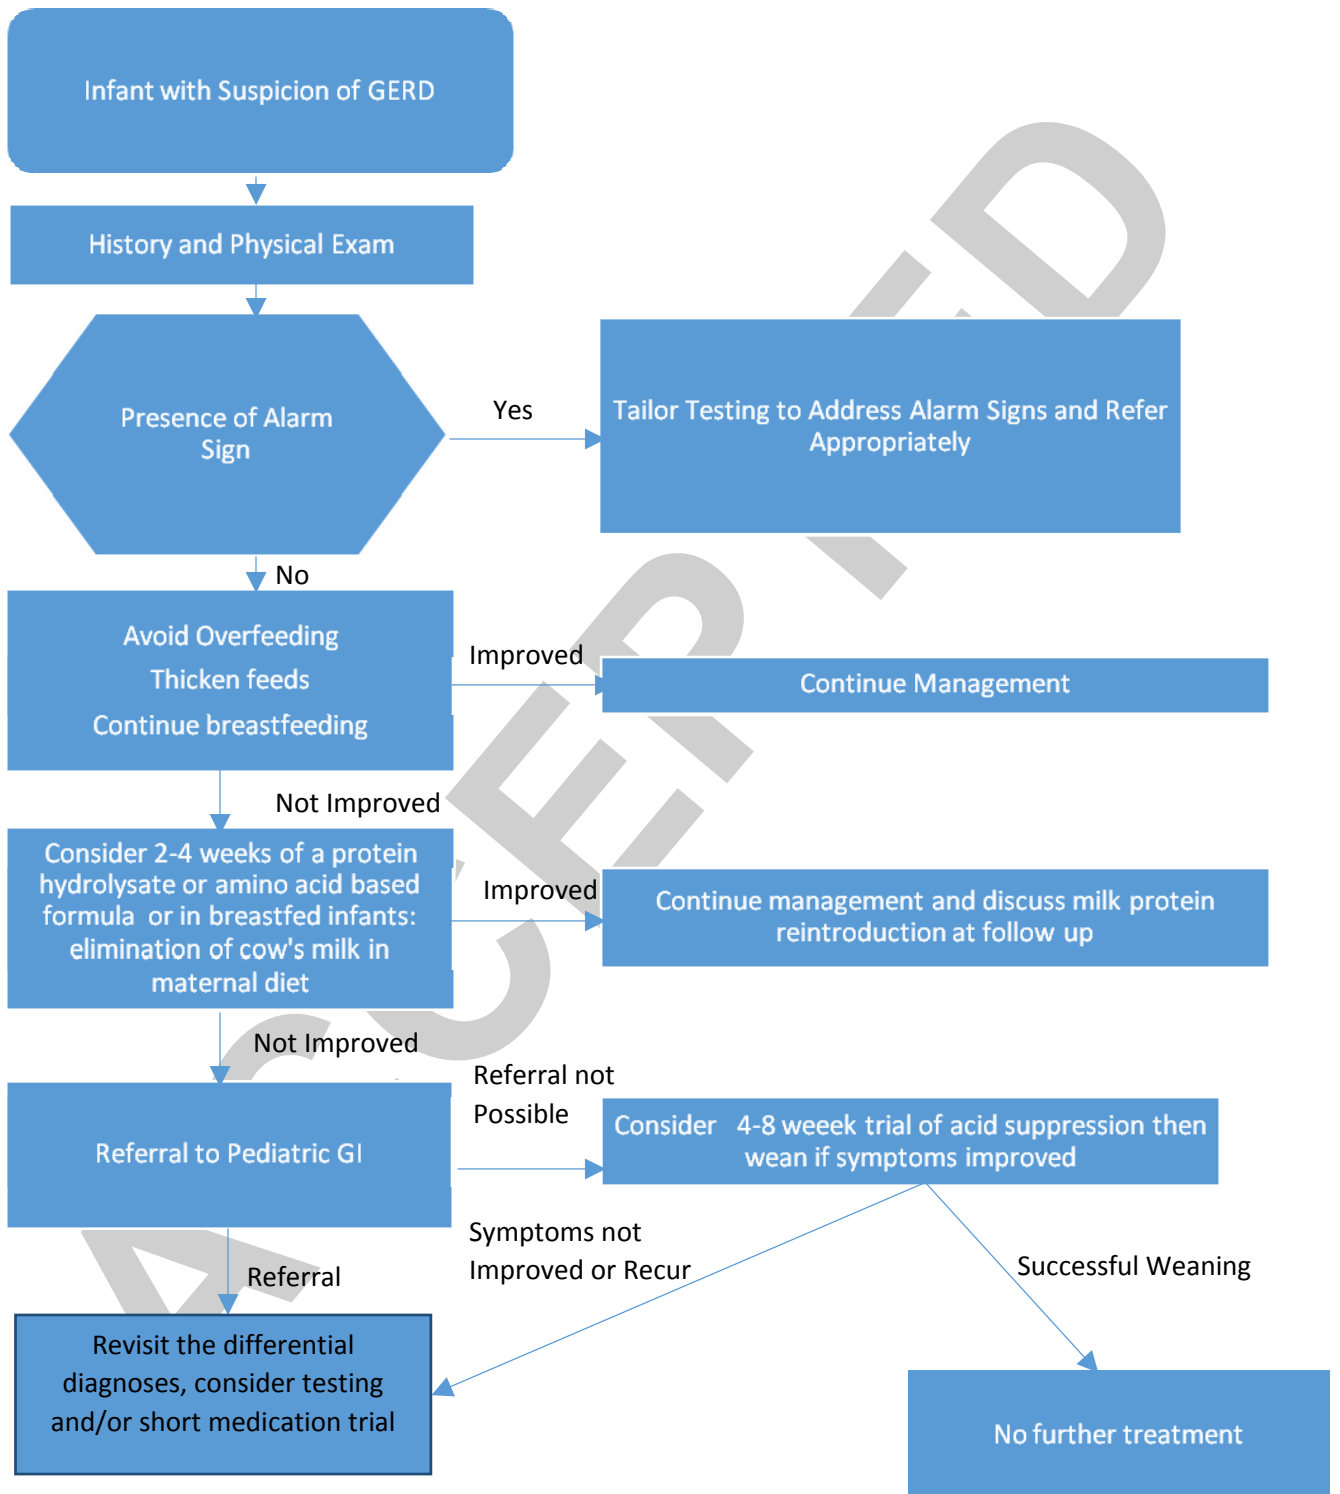 Infant with Suspicion of GERD
History and Physical Exam
Presence of Alarm
Sign
Yes
Tailor Testing to Address Alarm Signs and Refer
Appropriately
No
Avoid Overfeeding
Thicken feeds
Continue breastfeeding
Improved
Continue Management
Not Improved
Consider 2-4 weeks of a protein
hydrolysate or amino acid based
formula or in breastfed infants:
elimination of cow's milk in
maternal diet
Improved
Continue management and discuss milk protein
reintroduction at follow up
Not Improved
Referral to Pediatric GI
Referral not
Possible
Consider 4-8 weeek trial of acid suppression then
wean if symptoms improved
Symptoms not
Improved or Recur
Successful Weaning
Referral
Revisit the differential
diagnoses, consider testing
and/or short medication trial
No further treatment
ACCEPTED